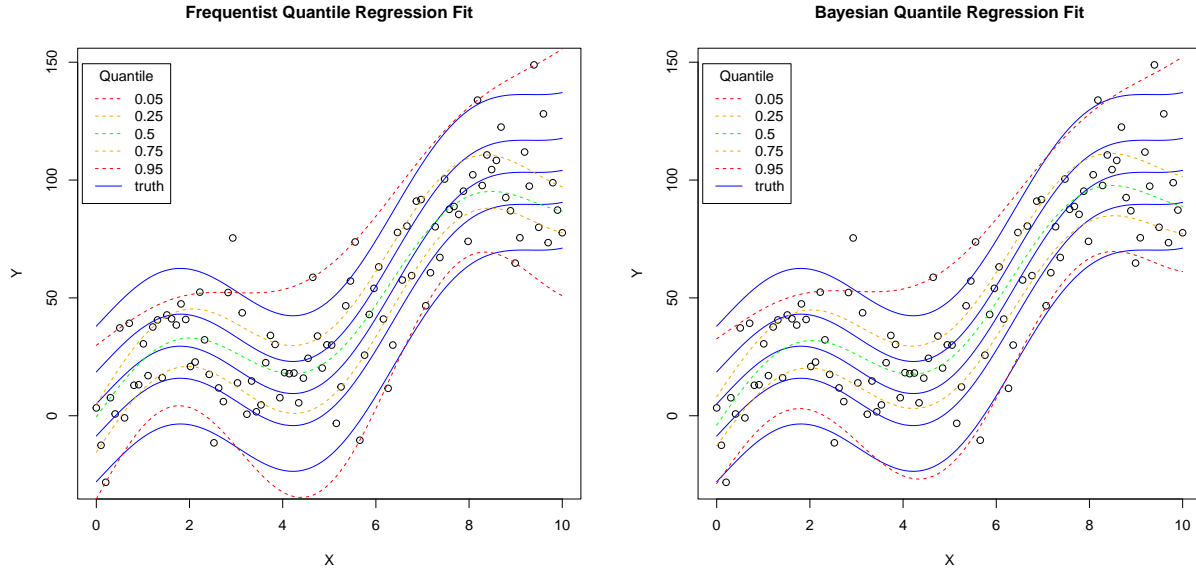 Frequentist Quantile Regression Fit
Y
150
100
50
0
Quantile
0.05
0.25
0.5
0.75
0.95
truth
0 2 4 6 8 10
X
Bayesian Quantile Regression Fit
Y
150
100
50
0
Quantile
0.05
0.25
0.5
0.75
0.95
truth
0 2 4 6 8 10
X